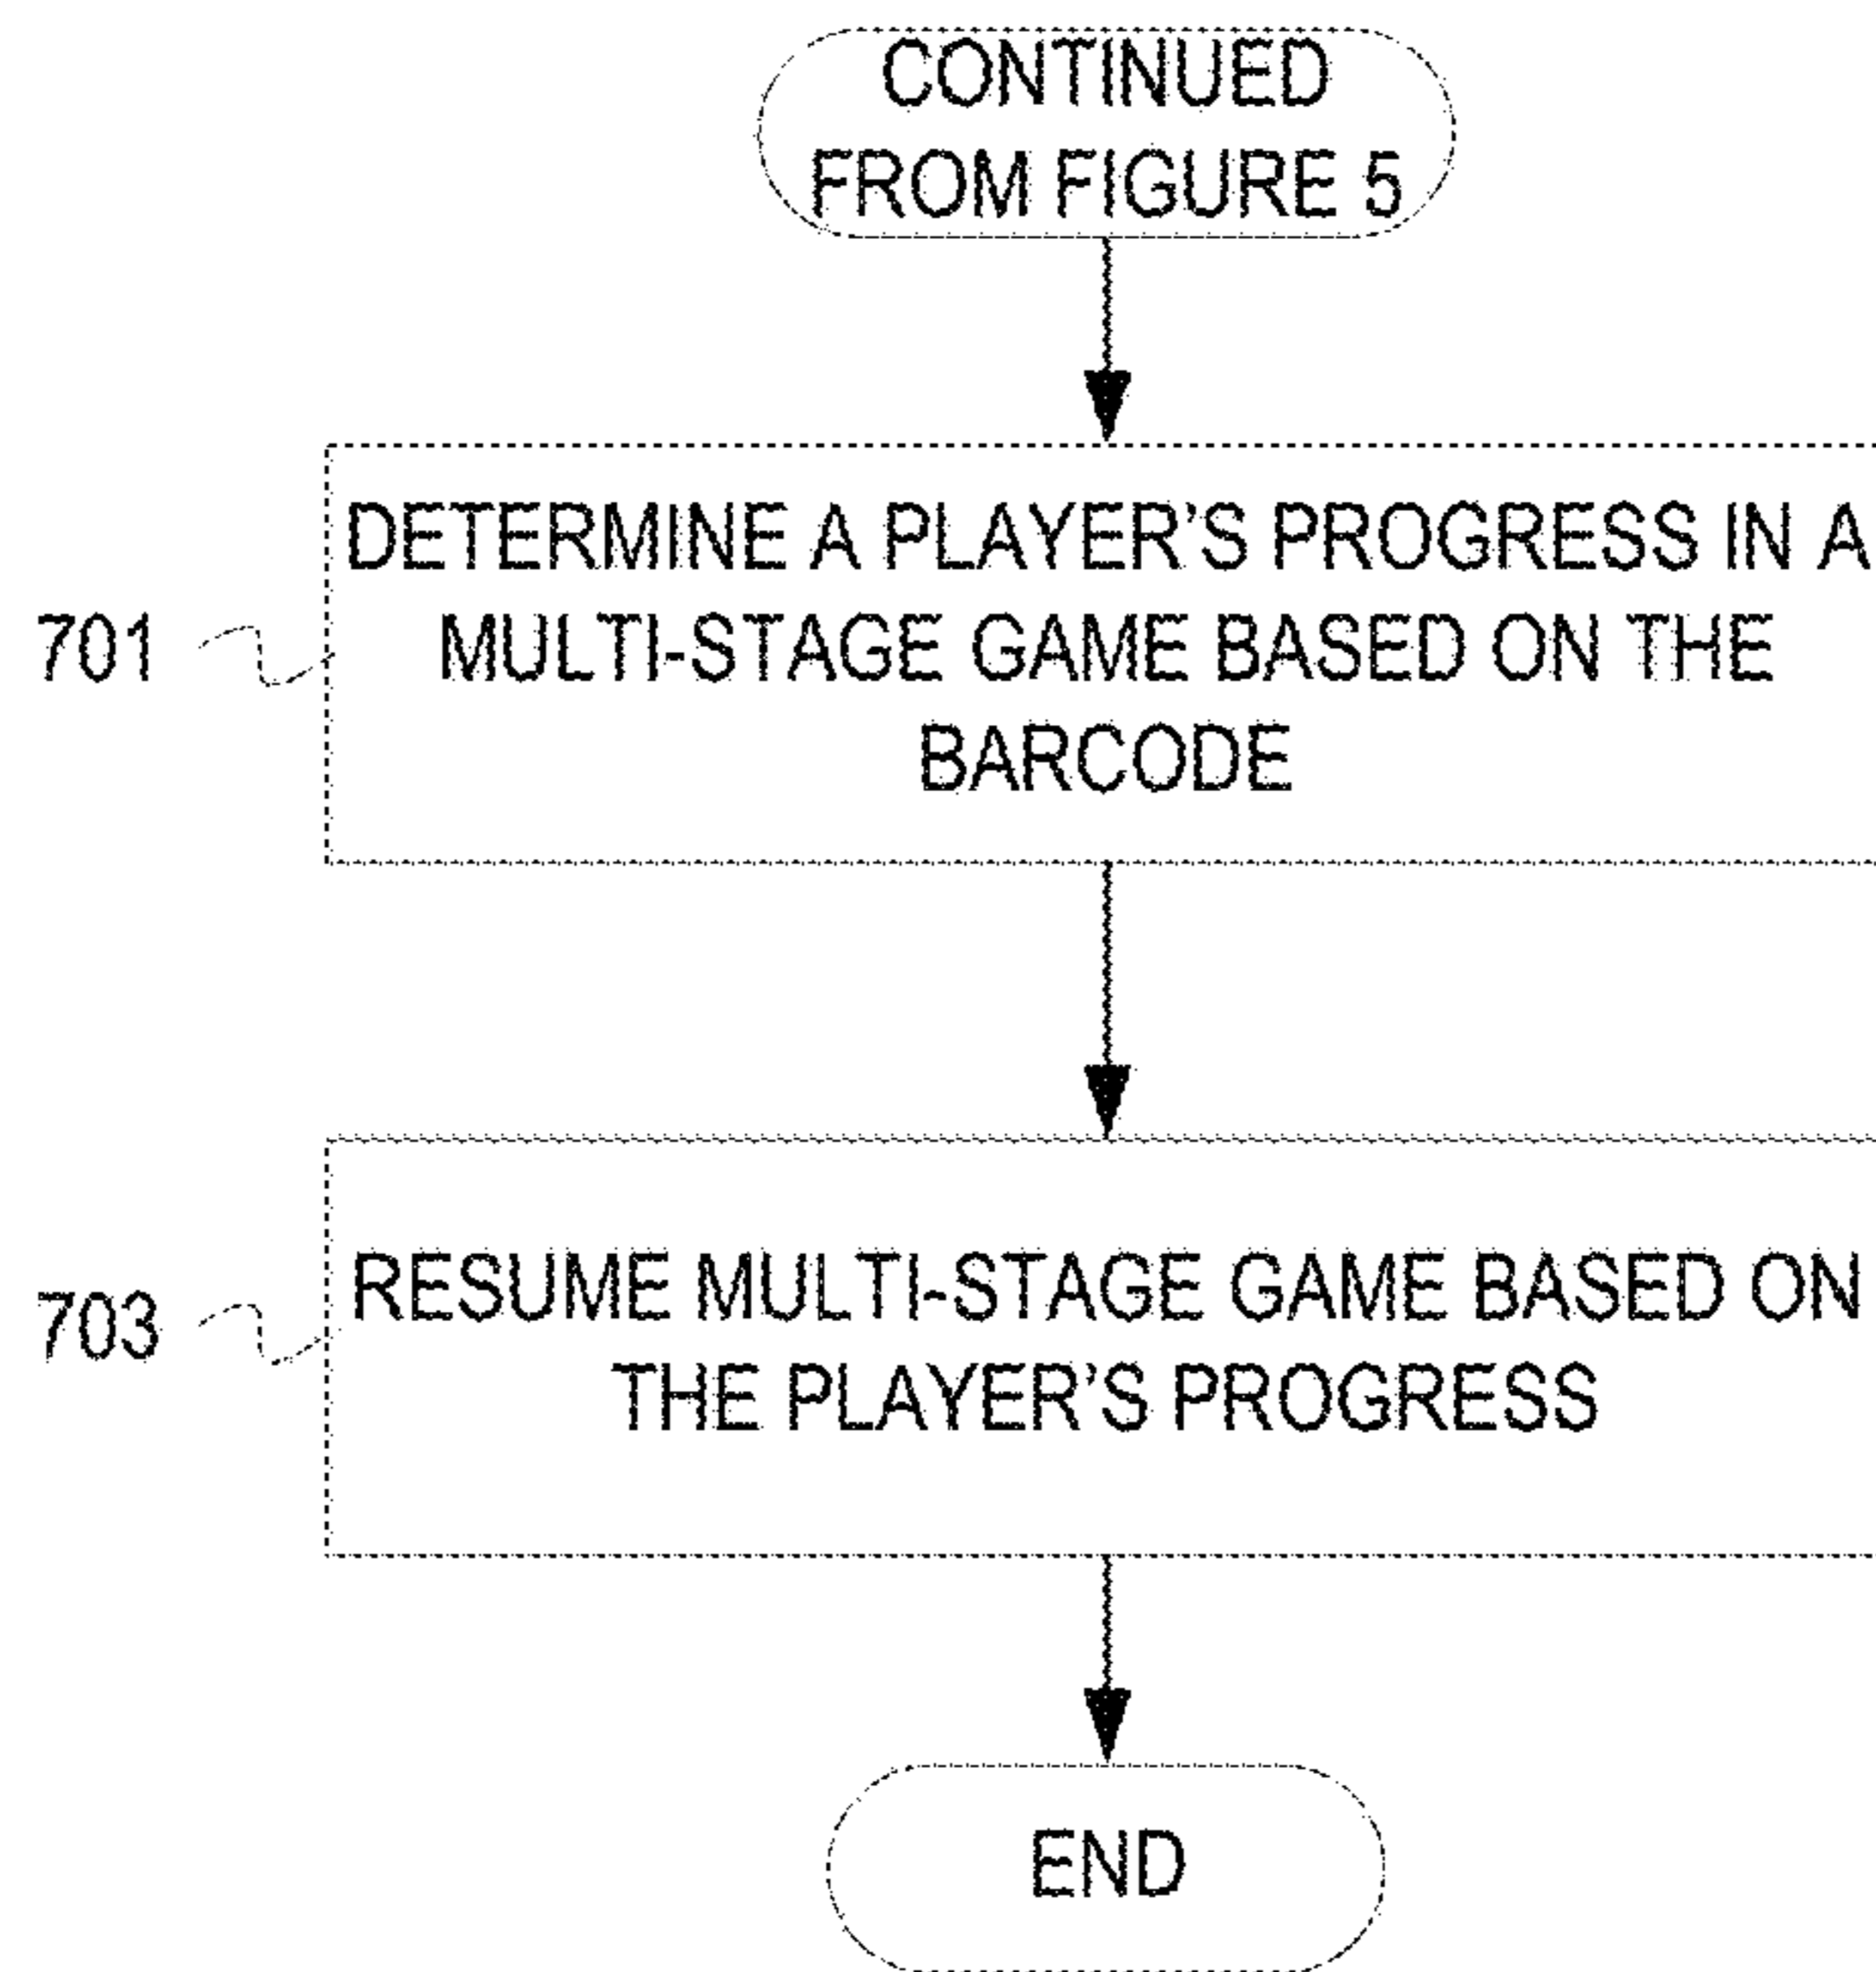 CONTINUED
FROM FIGURE 5
DETERMINE A PLAYER'S PROGRESS IN A
701
MULTI-STAGE GAME BASED ON THE
BARCODE
RESUME MULTI-STAGE GAME BASED ON
703
THE PLAYER'S PROGRESS
END